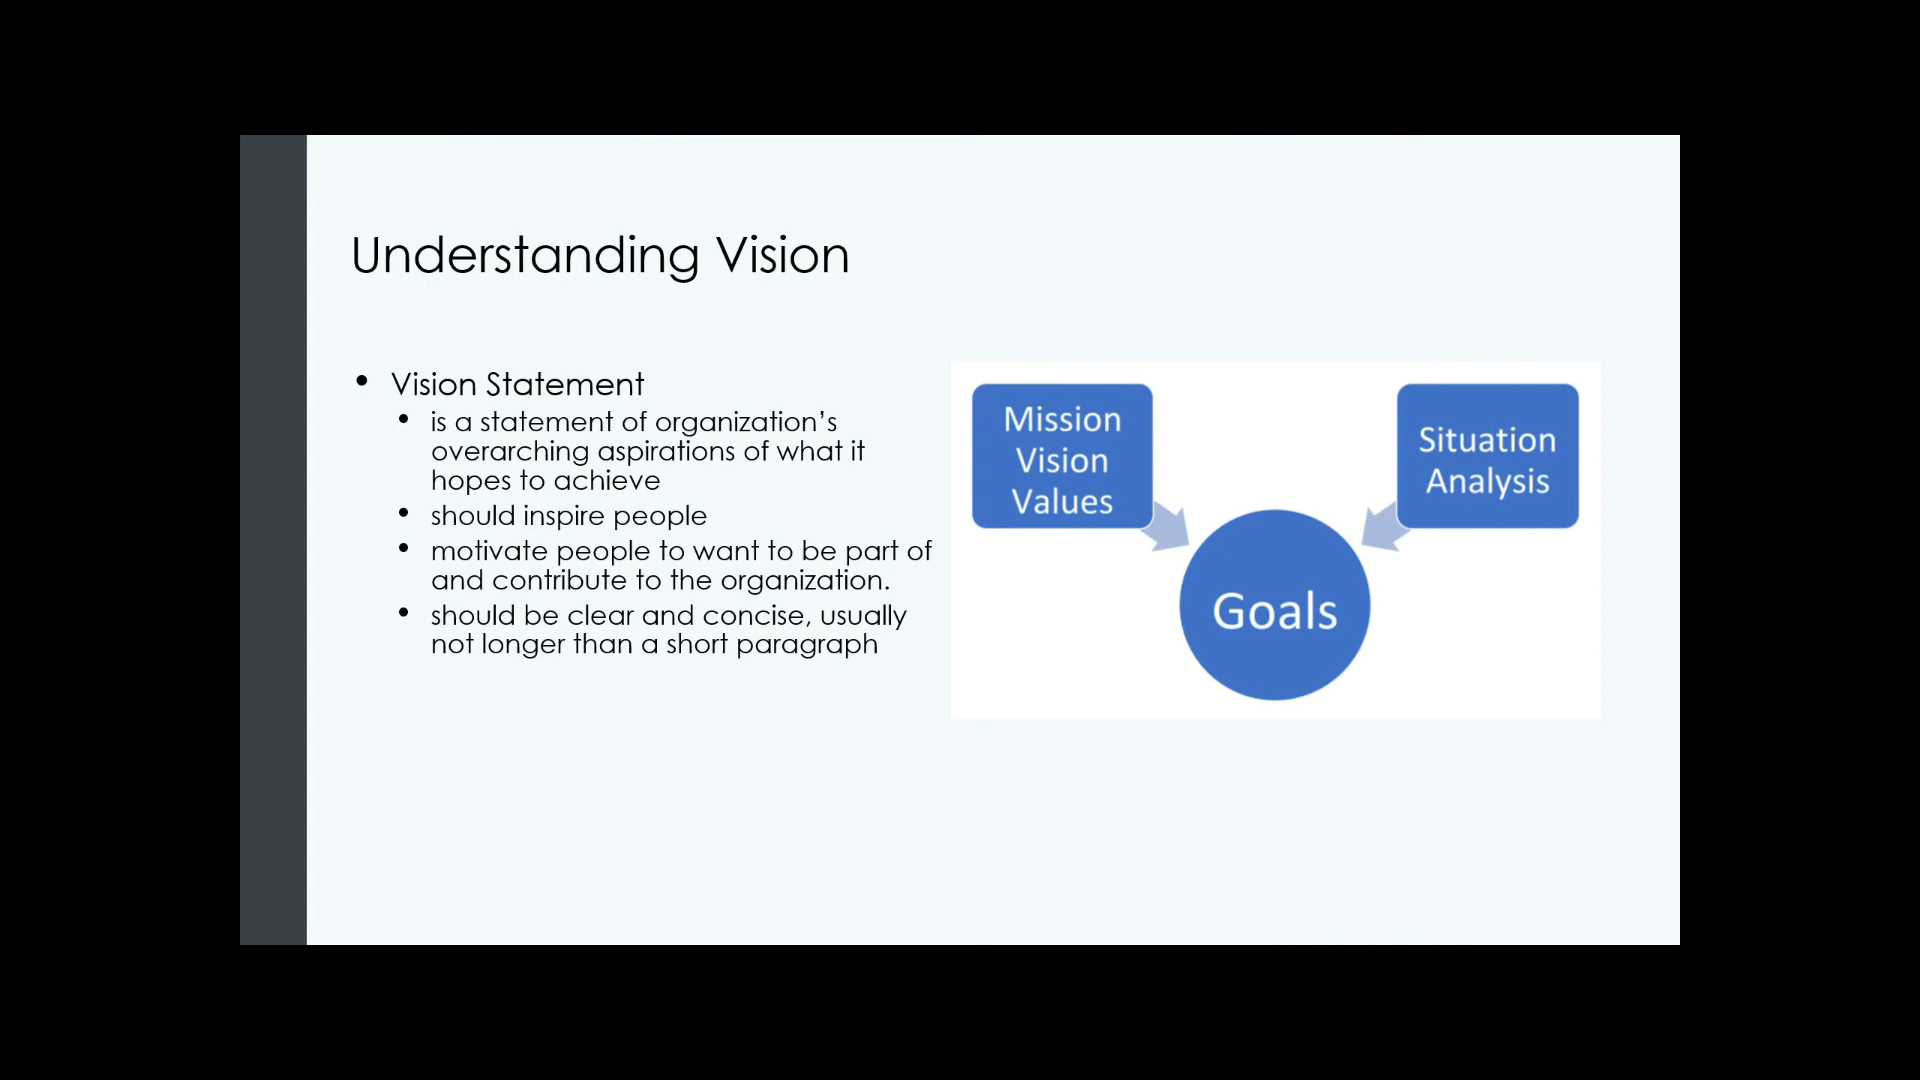 Understanding Vision
• Vision Statement
• is a statement of organization’s
overarching aspirations of what it
hopes to achieve
• should inspire people
• motivate people to want to be part of
and contribute to the organization.
• should be clear and concise, usually
not longer than a short paragraph
Mission
Vision
Values
Situation
Analysis
Goals